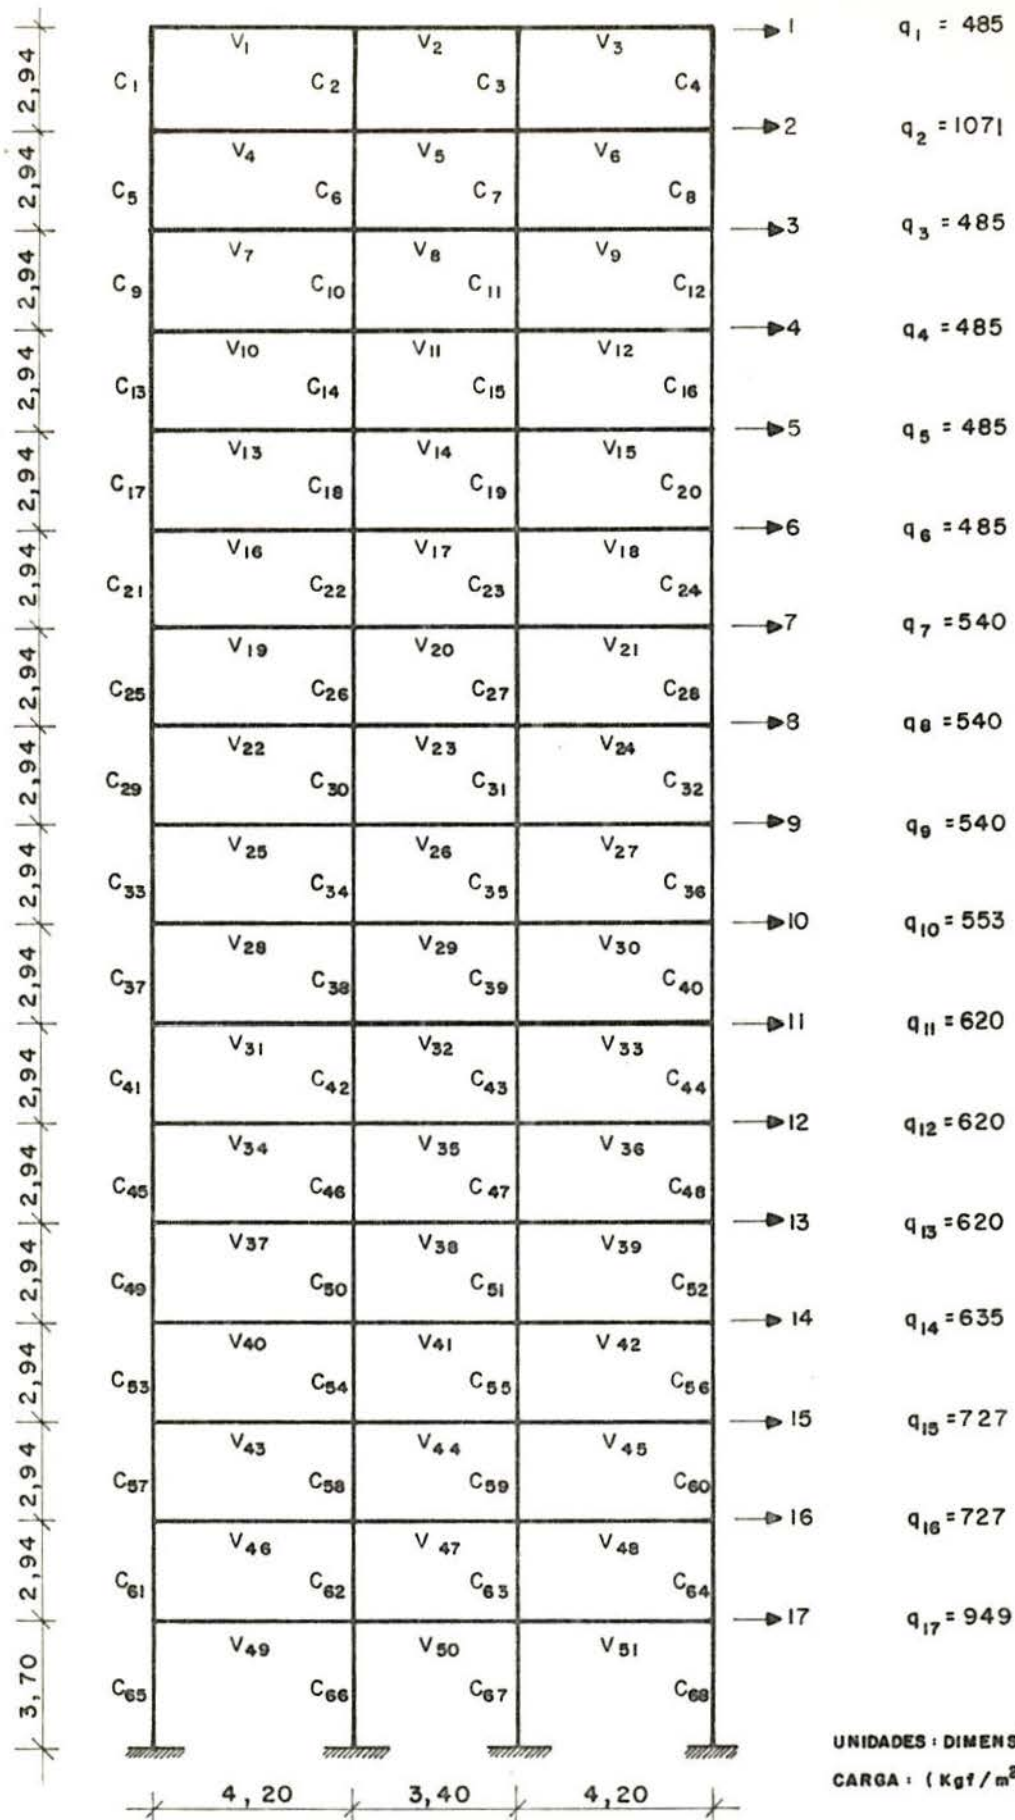 V1 V2 V3 1 q1 = 485
2,94 C1 C2 C3 C4
2 q2 = 1071
V4 V5 V6
2,94 C5 C6 C7 C8
3 q3 = 485
V7 V8 V9
2,94 C9 C10 C11 C12
4 q4 = 485
V10 V11 V12
2,94 C13 C14 C15 C16
5 q5 = 485
V13 V14 V15
2,94 C17 C18 C19 C20
6 q6 = 485
V16 V17 V18
2,94 C21 C22 C23 C24
7 q7 = 540
V19 V20 V21
2,94 C25 C26 C27 C28
8 q8 = 540
V22 V23 V24
2,94 C29 C30 C31 C32
9 q9 = 540
V25 V26 V27
2,94 C33 C34 C35 C36
10 q10 = 553
V28 V29 V30
2,94 C37 C38 C39 C40
11 q11 = 620
V31 V32 V33
2,94 C41 C42 C43 C44
12 q12 = 620
V34 V35 V36
2,94 C45 C46 C47 C48
13 q13 = 620
V37 V38 V39
2,94 C49 C50 C51 C52
14 q14 = 635
V40 V41 V42
2,94 C53 C54 C55 C56
15 q15 = 727
V43 V44 V45
2,94 C57 C58 C59 C60
16 q16 = 727
V46 V47 V48
2,94 C61 C62 C63 C64
17 q17 = 949
V49 V50 V51
3,70 C65 C66 C67 C68
UNIDADES : DIMENS
CARGA : ( Kgf / m2
4,20 3,40 4,20